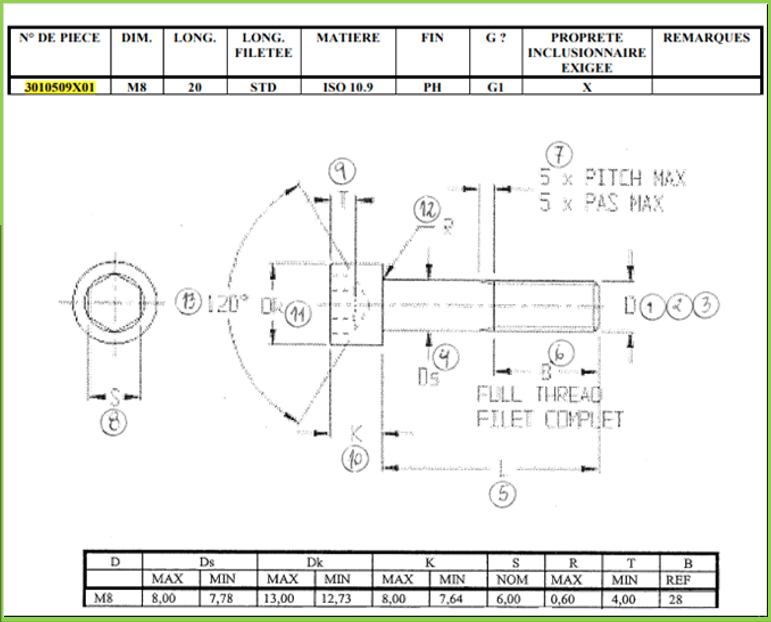 N° DE PIECE DIM. LONG. LONG. FILETEE MATIERE FIN G ? PROPRETE INCLUSIONNAIRE EXIGEE REMARQUES
3010509X01 M8 20 STD ISO 10.9 PH G1 X
7
5 x PITCH MAX
5 x PAS MAX
9
T
12
R
13 120° Dk 11
D 1 2 3
4
Ds
6
B
FULL THREAD
FILET COMPLET
S
8
K
10
L
5
D Ds Dk K S R T B
MAX MIN MAX MIN MAX MIN NOM MAX MIN REF
M8 8,00 7,78 13,00 12,73 8,00 7,64 6,00 0,60 4,00 28